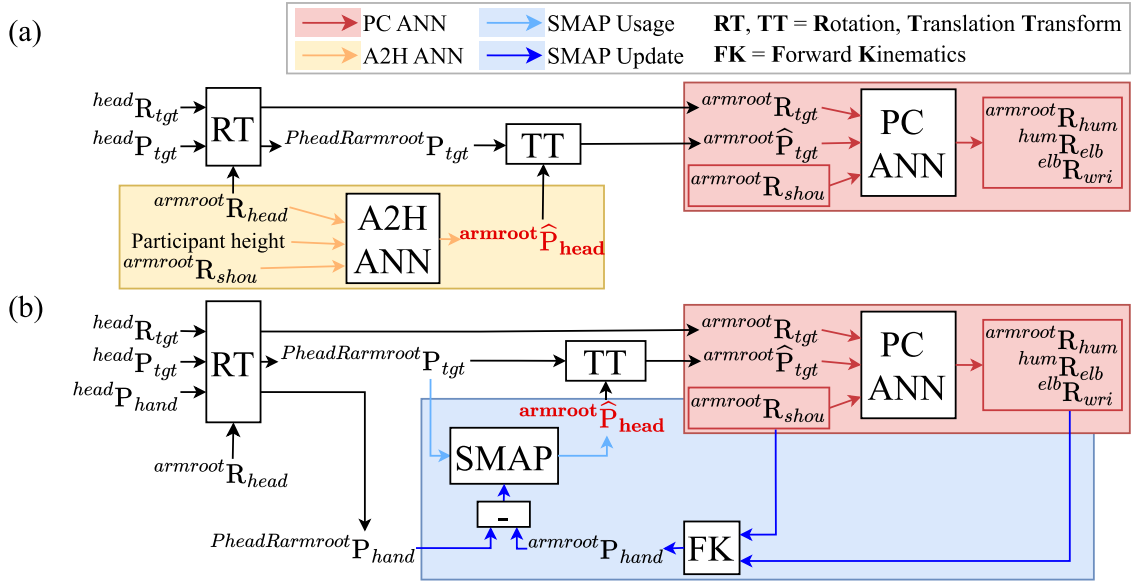 (a)
PC ANN
SMAP Usage
RT, TT = Rotation, Translation Transform
A2H ANN
SMAP Update
FK = Forward Kinematics
headRtgt
headPtgt
RT
PheadRarmrootPtgt
TT
armrootRtgt
armrootP̂tgt
armrootRshou
PC
ANN
armrootRhum
humRelb
elbRwri
armrootRhead
Participant height
armrootRshou
A2H
ANN
armrootP̂head
(b)
headRtgt
headPtgt
headPhand
RT
PheadRarmrootPtgt
TT
armrootRtgt
armrootP̂tgt
armrootRshou
PC
ANN
armrootRhum
humRelb
elbRwri
armrootP̂head
armrootRhead
SMAP
-
PheadRarmrootPhand
armrootPhand
FK